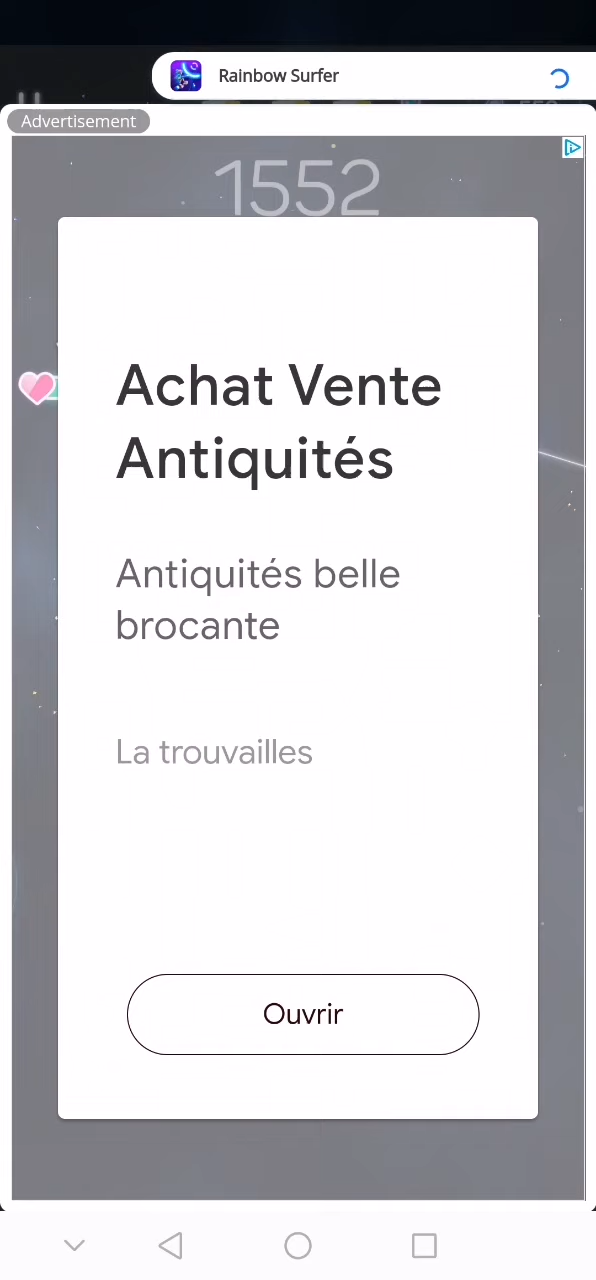 Rainbow Surfer
Advertisement
1552
Achat Vente
Antiquités
Antiquités belle
brocante
La trouvailles
Ouvrir